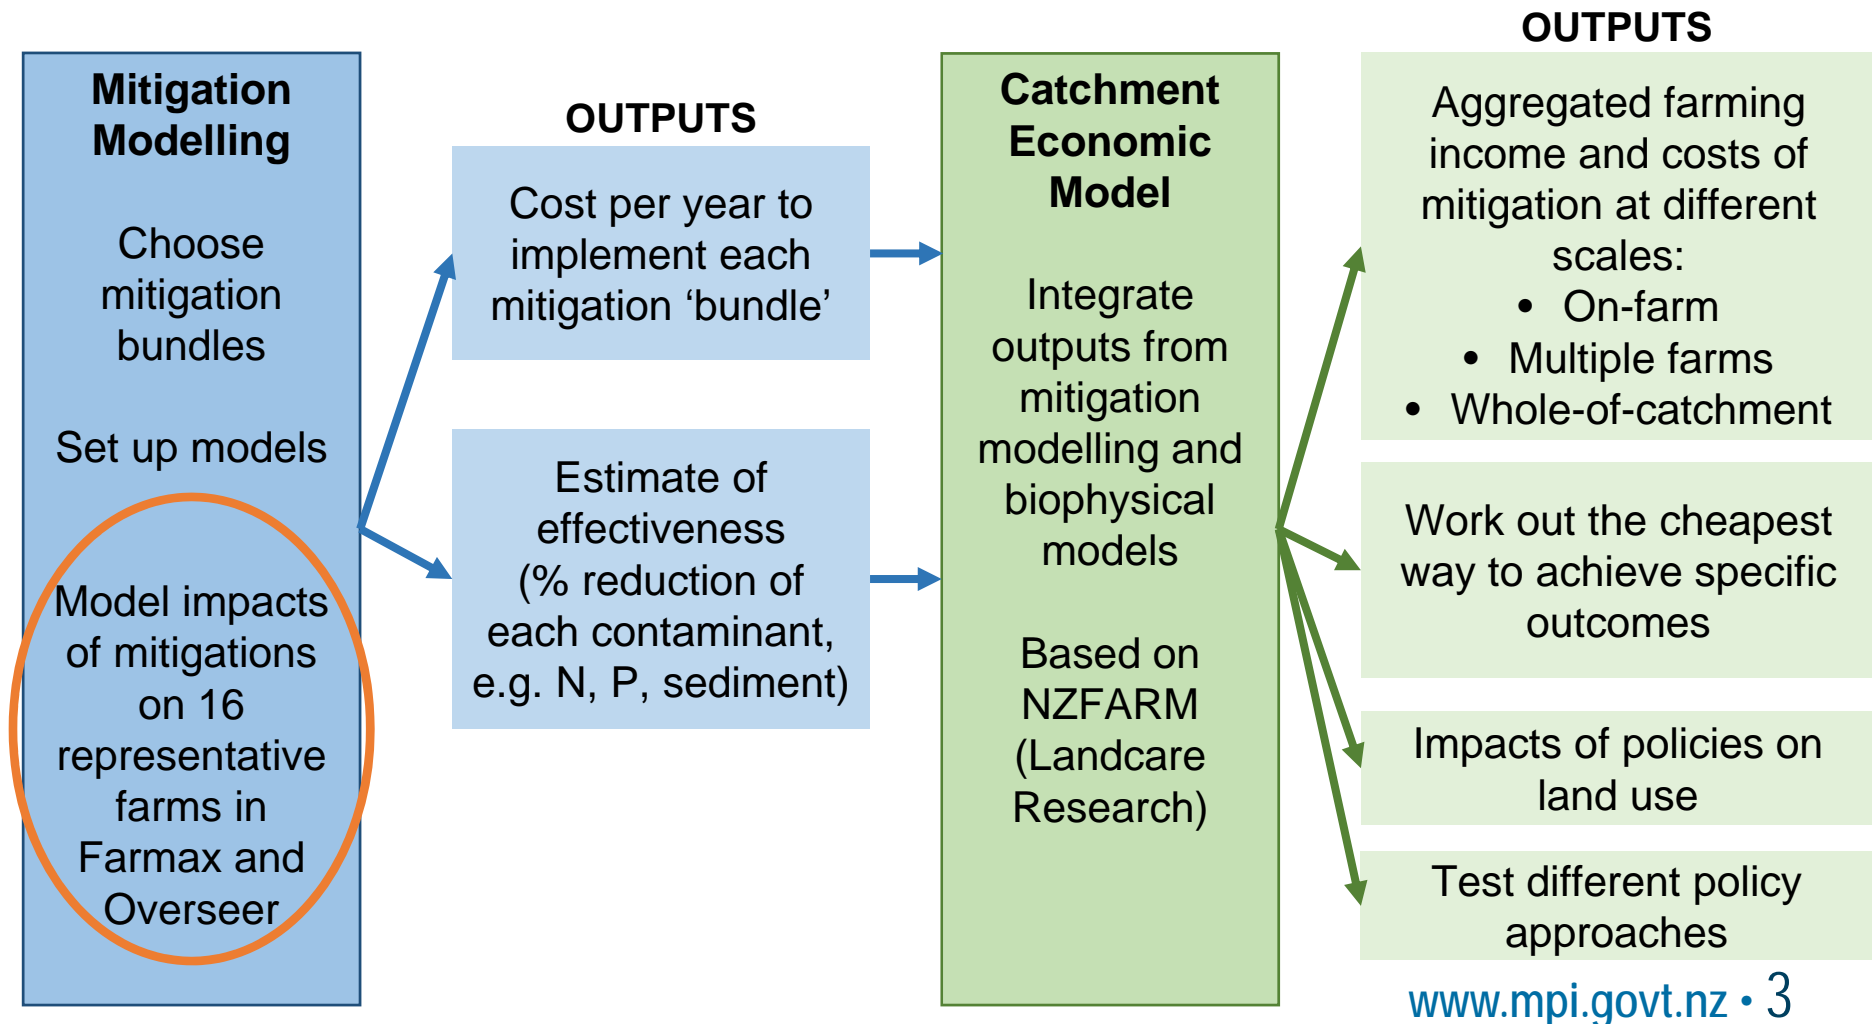 Mitigation
Modelling
Choose
mitigation
bundles
Set up models
Model impacts
of mitigations
on 16
representative
farms in
Farmax and
Overseer
OUTPUTS
Cost per year to
implement each
mitigation ‘bundle’
Estimate of
effectiveness
(% reduction of
each contaminant,
e.g. N, P, sediment)
Catchment
Economic
Model
Integrate
outputs from
mitigation
modelling and
biophysical
models
Based on
NZFARM
(Landcare
Research)
OUTPUTS
Aggregated farming
income and costs of
mitigation at different
scales:
• On-farm
• Multiple farms
• Whole-of-catchment
Work out the cheapest
way to achieve specific
outcomes
Impacts of policies on
land use
Test different policy
approaches
www.mpi.govt.nz • 3